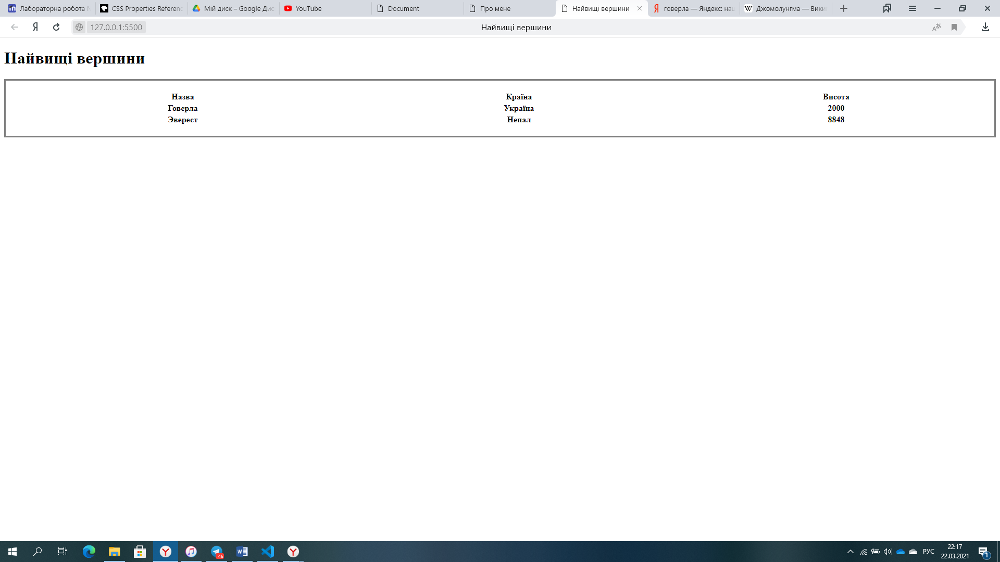 Лабораторна робота
CSS Properties Referenc
Мій диск – Google Дис
YouTube
Document
Про мене
Найвищі вершини
говерла — Яндекс: наш
Джомолунгма — Вики
Я
127.0.0.1:5500
Найвищі вершини
Найвищі вершини
Назва Країна Висота
Говерла Україна 2000
Эверест Непал 8848
46
РУС
22:17
22.03.2021
1